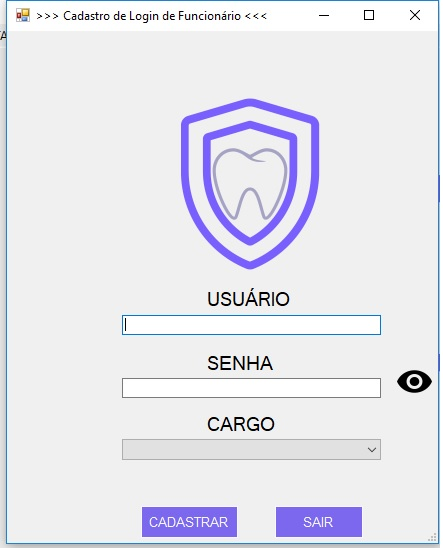 >>> Cadastro de Login de Funcionário <<<
USUÁRIO
SENHA
CARGO
CADASTRAR SAIR